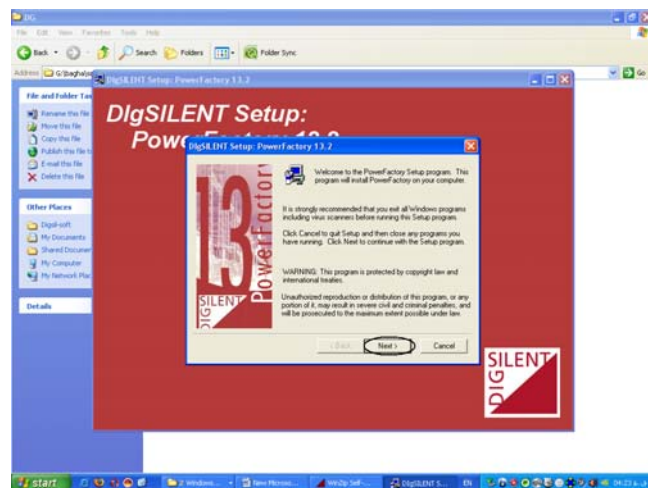 DG
File Edit View Favorites Tools Help
Back Search Folders Folder Sync
Address G:\baghala Go
DIgSILENT Setup: PowerFactory 13.2
File and Folder Tas
Rename this file
Move this file
Copy this file
Publish this file to
E-mail this file
Delete this file
Other Places
Digsil-soft
My Documents
Shared Documen
My Computer
My Network Plac
Details
DIgSILENT Setup:
PowerFactory 13.2
DIgSILENT Setup: PowerFactory 13.2
13
PowerFactory
DIgSILENT
Welcome to the PowerFactory Setup program. This
program will install PowerFactory on your computer.
It is strongly recommended that you exit all Windows programs
including virus scanners before running this Setup program.
Click Cancel to quit Setup and then close any programs you
have running. Click Next to continue with the Setup program.
WARNING: This program is protected by copyright law and
international treaties.
Unauthorized reproduction or distribution of this program, or any
portion of it, may result in severe civil and criminal penalties, and
will be prosecuted to the maximum extent possible under law.
< Back Next > Cancel
DIgSILENT
start 2 Windows... New Microso... WinZip Self-... DIgSILENT S... EN 04:23